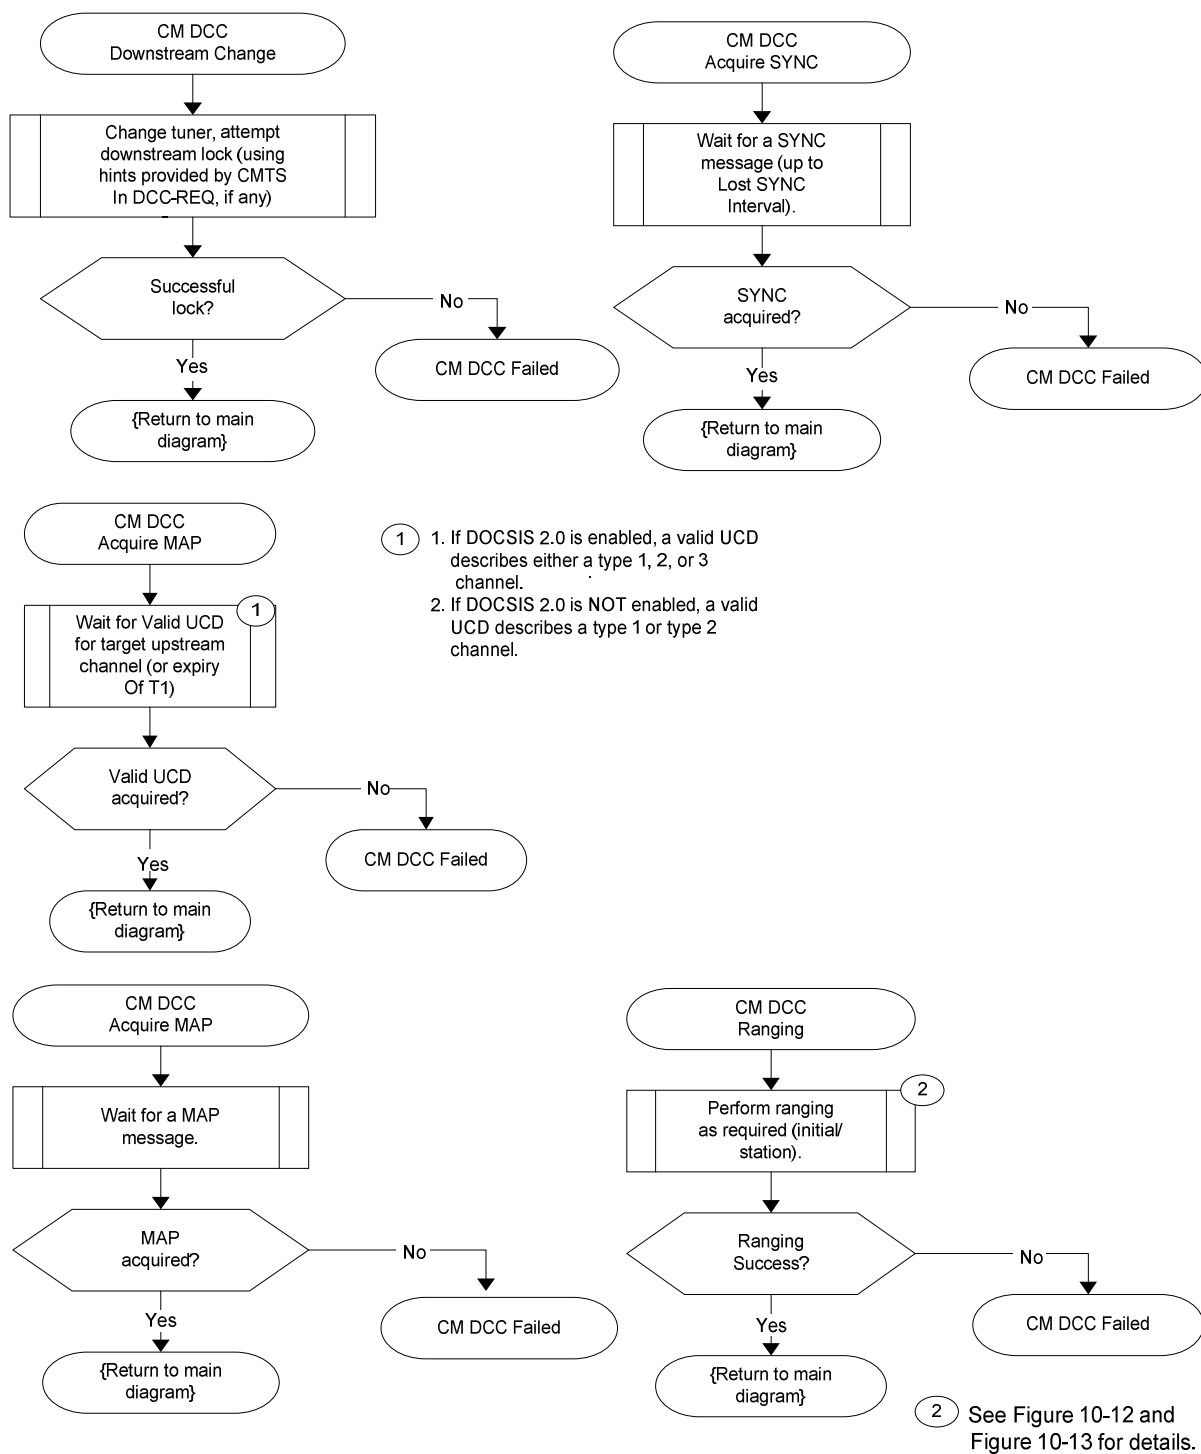 CM DCC
Downstream Change
Change tuner, attempt
downstream lock (using
hints provided by CMTS
In DCC-REQ, if any)
Successful
lock?
No
Yes
CM DCC Failed
{Return to main
diagram}
CM DCC
Acquire SYNC
Wait for a SYNC
message (up to
Lost SYNC
Interval).
SYNC
acquired?
No
Yes
CM DCC Failed
{Return to main
diagram}
CM DCC
Acquire MAP
1
Wait for Valid UCD
for target upstream
channel (or expiry
Of T1)
Valid UCD
acquired?
No
Yes
CM DCC Failed
{Return to main
diagram}
1
1. If DOCSIS 2.0 is enabled, a valid UCD
describes either a type 1, 2, or 3
channel.
2. If DOCSIS 2.0 is NOT enabled, a valid
UCD describes a type 1 or type 2
channel.
CM DCC
Acquire MAP
Wait for a MAP
message.
MAP
acquired?
No
Yes
CM DCC Failed
{Return to main
diagram}
CM DCC
Ranging
2
Perform ranging
as required (initial/
station).
Ranging
Success?
No
Yes
CM DCC Failed
{Return to main
diagram}
2
See Figure 10-12 and
Figure 10-13 for details.